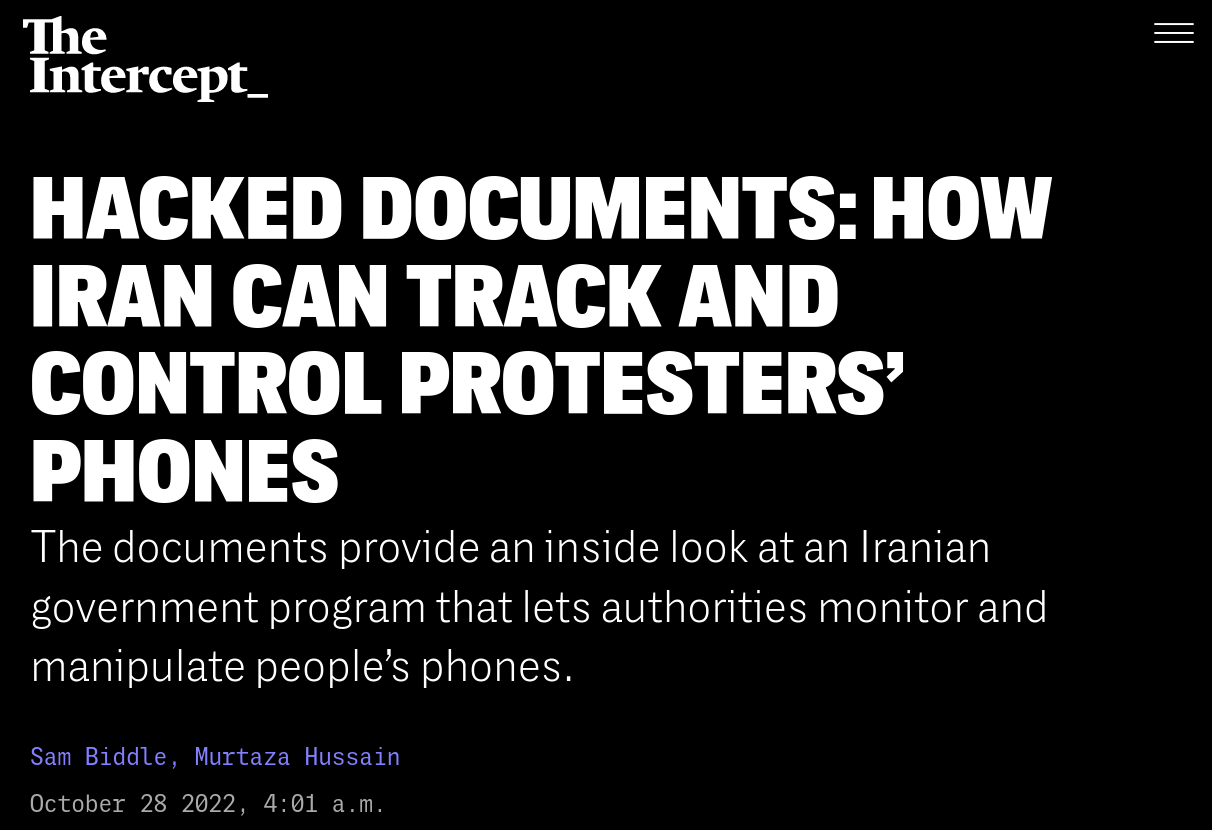 The
Intercept_
HACKED DOCUMENTS: HOW
IRAN CAN TRACK AND
CONTROL PROTESTERS’
PHONES
The documents provide an inside look at an Iranian
government program that lets authorities monitor and
manipulate people’s phones.
Sam Biddle, Murtaza Hussain
October 28 2022, 4:01 a.m.